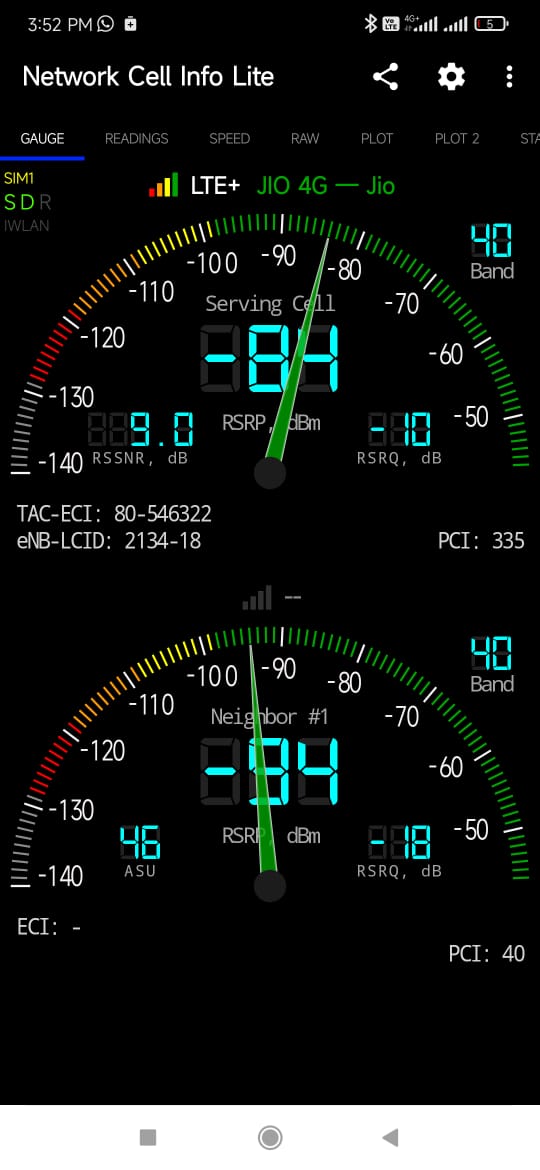 3:52 PM
Vo LTE 4G+ 5
Network Cell Info Lite
GAUGE READINGS SPEED RAW PLOT PLOT 2 STA
SIM1
LTE+ JIO 4G — Jio
S D R
IWLAN
40
Band
-140 -130 -120 -110 -100 -90 -80 -70 -60 -50
Serving Cell
-84
RSRP, dBm
9.0
RSSNR, dB
-10
RSRQ, dB
TAC-ECI: 80-546322
eNB-LCID: 2134-18
PCI: 335
--
40
Band
-140 -130 -120 -110 -100 -90 -80 -70 -60 -50
Neighbor #1
-94
RSRP, dBm
46
ASU
-18
RSRQ, dB
ECI: -
PCI: 40